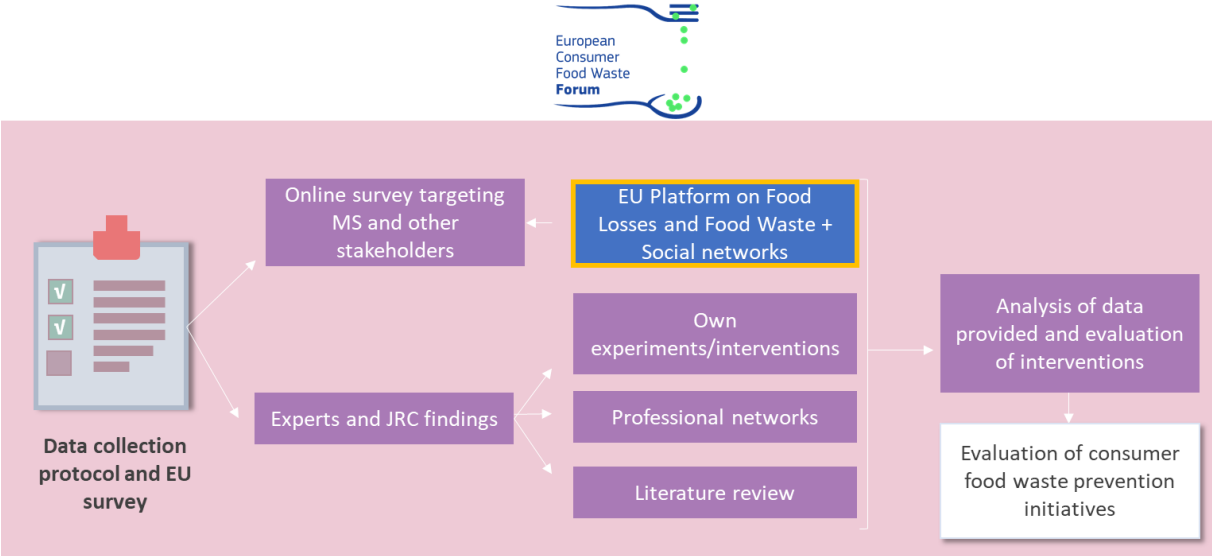 European
Consumer
Food Waste
Forum
Online survey targeting
MS and other
stakeholders
EU Platform on Food
Losses and Food Waste +
Social networks
√
√
Own
experiments/interventions
Analysis of data
provided and evaluation
of interventions
Experts and JRC findings
Professional networks
Data collection
protocol and EU
survey
Literature review
Evaluation of consumer
food waste prevention
initiatives